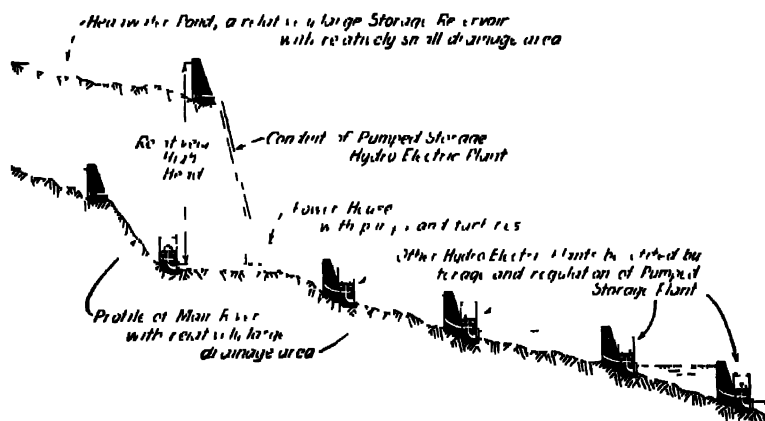 Headwater Pond, a relatively large Storage Reservoir
with relatively small drainage area
Relatively
High
Head
Conduit of Pumped Storage
Hydro Electric Plant
Power House
with pumps and turbines
Other Hydro Electric Plants benefited by
storage and regulation of Pumped
Storage Plant
Profile of Main River
with relatively large
drainage area